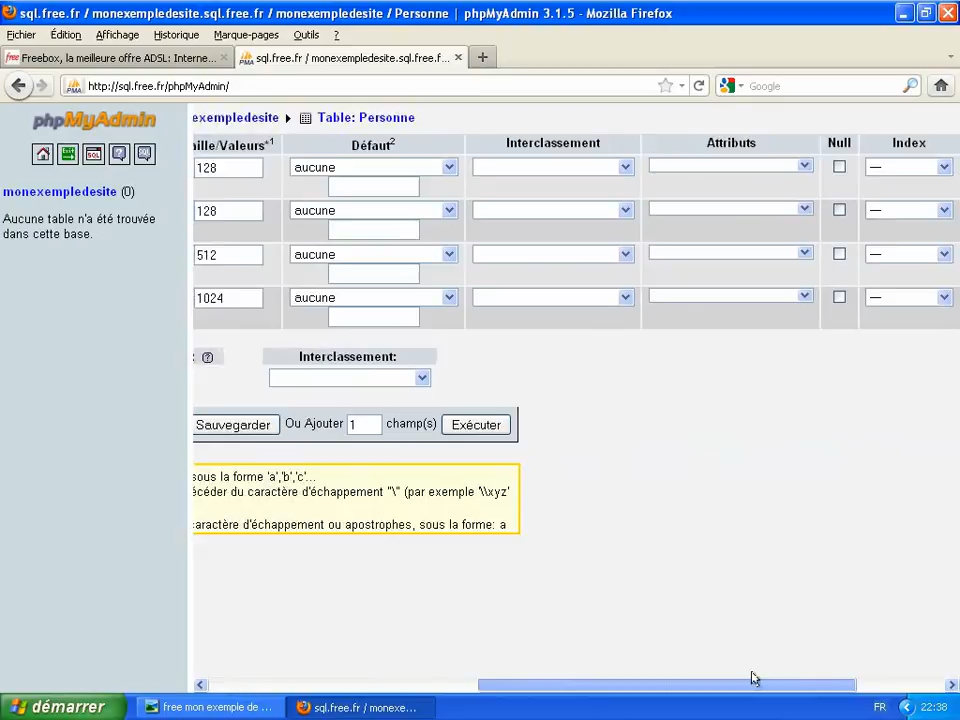 sql.free.fr / monexempledesite.sql.free.fr / monexempledesite / Personne | phpMyAdmin 3.1.5 - Mozilla Firefox
Fichier Édition Affichage Historique Marque-pages Outils ?
free Freebox, la meilleure offre ADSL: Interne... sql.free.fr / monexempledesite.sql.free.f...
http://sql.free.fr/phpMyAdmin/ Google
phpMyAdmin
exempledesite Table: Personne
aille/Valeurs*1 Défaut2 Interclassement Attributs Null Index
128 aucune —
monexempledesite (0)
Aucune table n'a été trouvée
dans cette base.
128 aucune —
512 aucune —
1024 aucune —
: Interclassement:
Sauvegarder Ou Ajouter 1 champ(s) Exécuter
sous la forme 'a','b','c'...
écéder du caractère d'échappement "\" (par exemple '\\xyz'
caractère d'échappement ou apostrophes, sous la forme: a
démarrer free mon exemple de ... sql.free.fr / monexe... FR 22:38